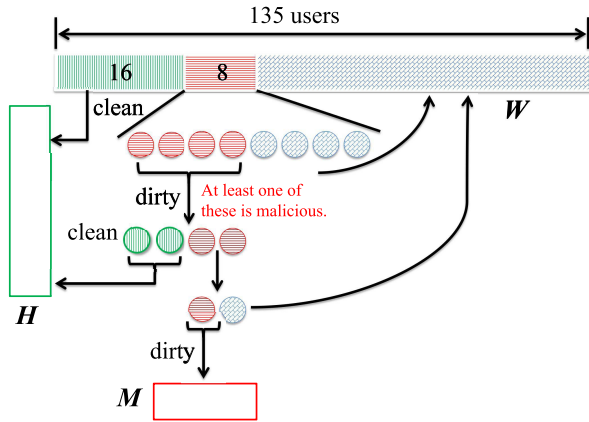 135 users
16
8
clean
W
dirty
At least one of
these is malicious.
clean
H
dirty
M